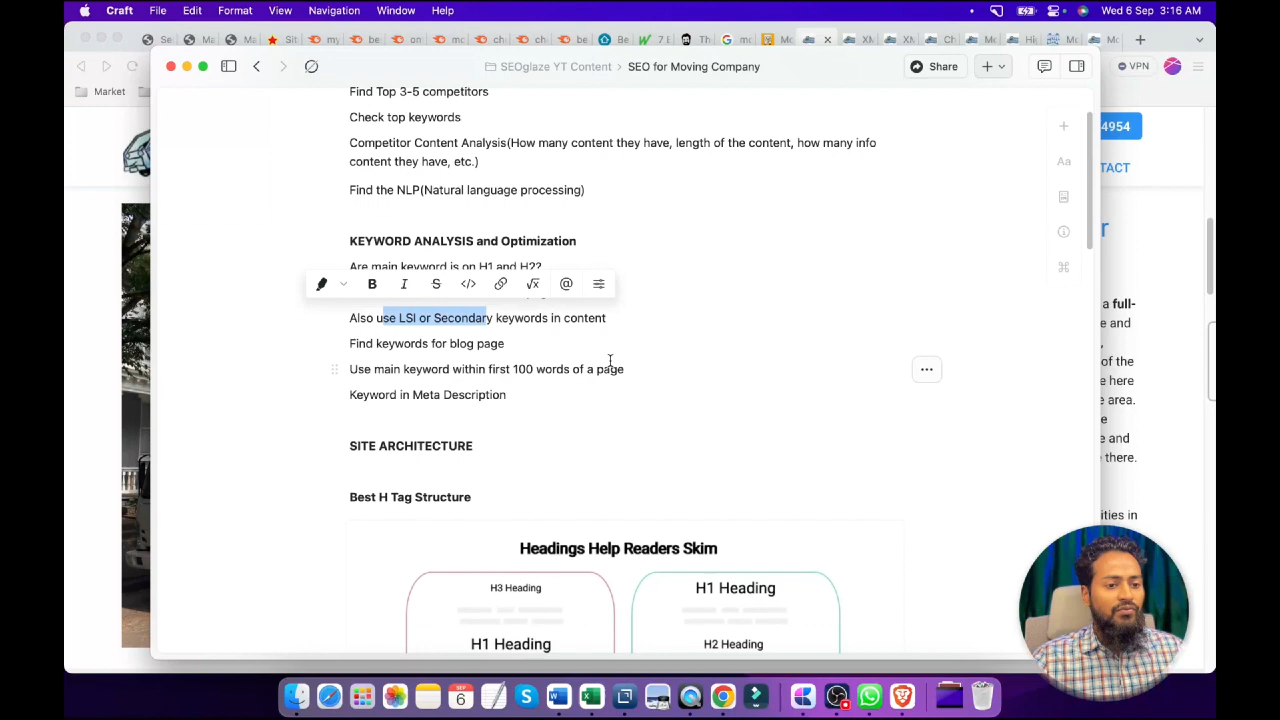 Craft File Edit Format View Navigation Window Help Wed 6 Sep 3:16 AM
VPN
Market
SEOglaze YT Content > SEO for Moving Company
Share
4954
TACT
Find Top 3-5 competitors
Check top keywords
Competitor Content Analysis(How many content they have, length of the content, how many info
content they have, etc.)
Find the NLP(Natural language processing)
KEYWORD ANALYSIS and Optimization
Are main keyword is on H1 and H2?
Also use LSI or Secondary keywords in content
Find keywords for blog page
Use main keyword within first 100 words of a page
Keyword in Meta Description
SITE ARCHITECTURE
Best H Tag Structure
Headings Help Readers Skim
H3 Heading
H1 Heading
H1 Heading
H2 Heading
a full-
e and
of the
e here
area.
e and
there.
ities in